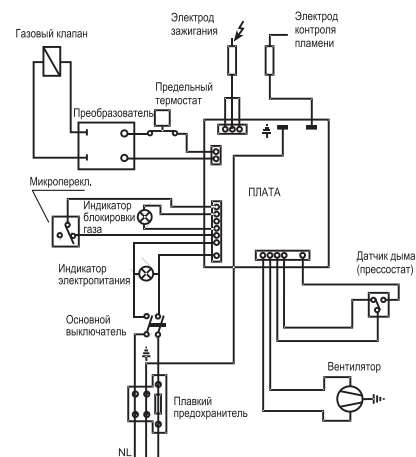 Электрод
зажигания
Электрод
контроля
пламени
Газовый клапан
Предельный
термостат
Преобразователь
ПЛАТА
Микроперекл.
Индикатор
блокировки
газа
Индикатор
электропитания
Датчик дыма
(прессостат)
Основной
выключатель
Вентилятор
Плавкий
предохранитель
NL